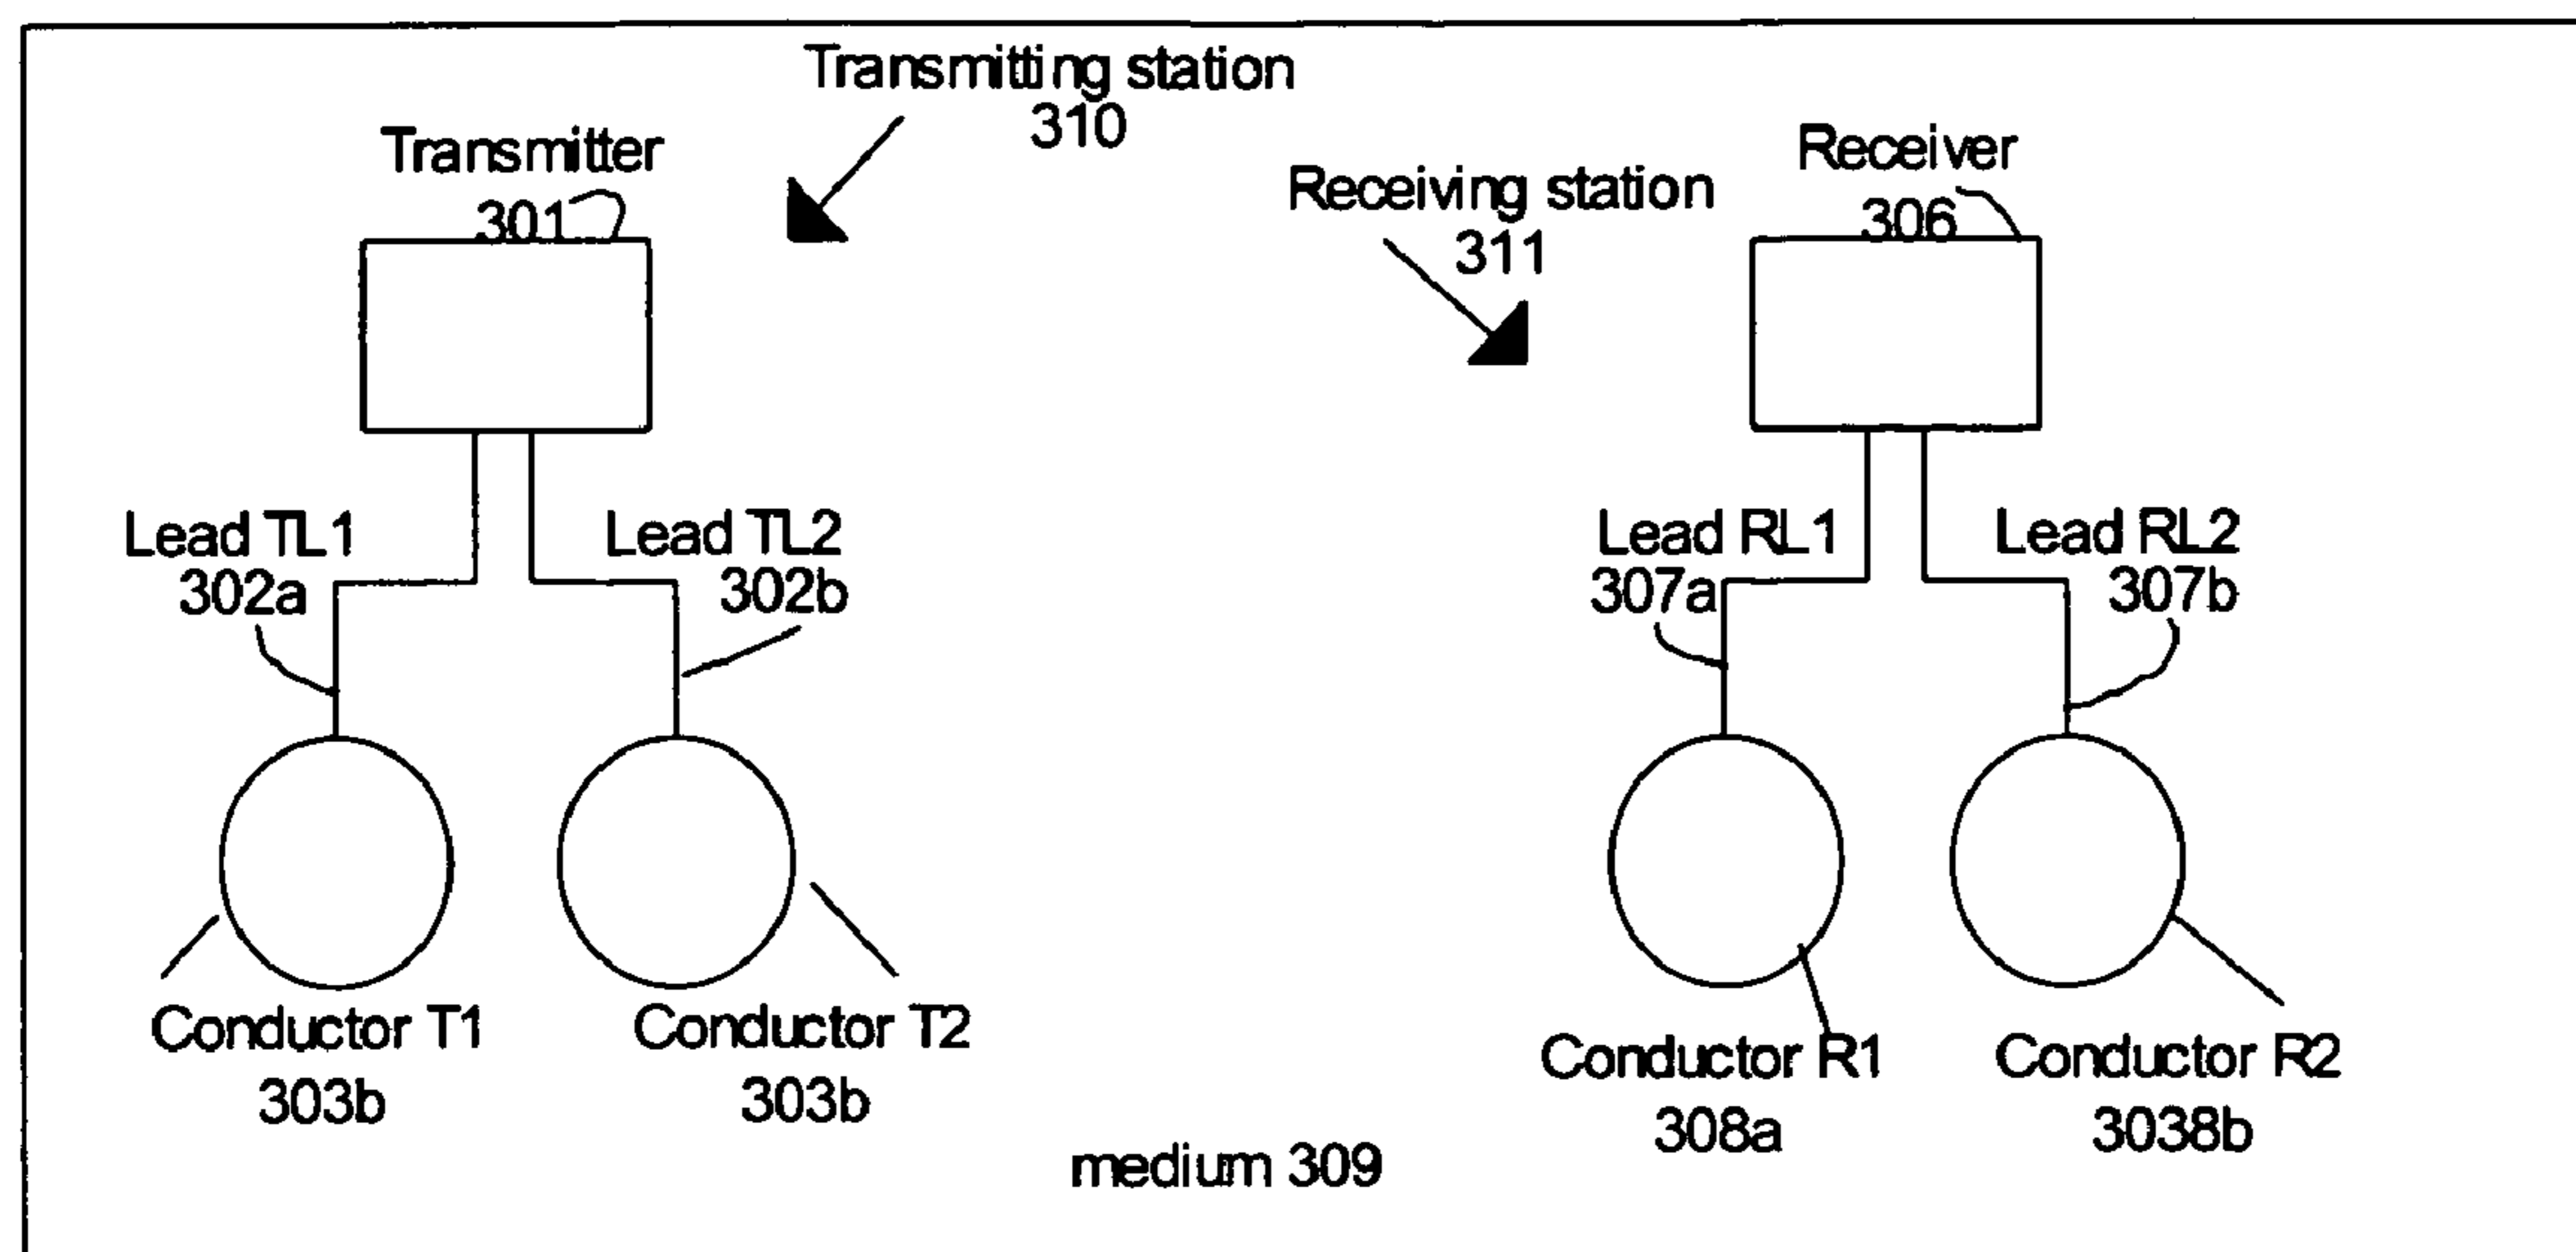 Transmitting station
310
Transmitter
301
Receiving station
311
Receiver
306
Lead TL1
302a
Lead TL2
302b
Lead RL1
307a
Lead RL2
307b
Conductor T1
303b
Conductor T2
303b
Conductor R1
308a
Conductor R2
3038b
medium 309